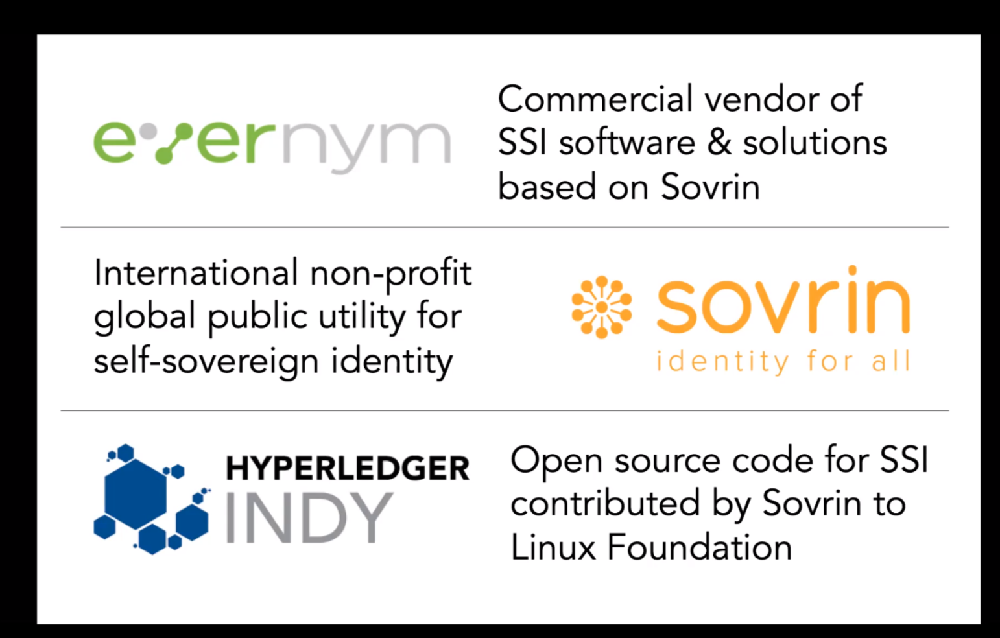 evernym
Commercial vendor of
SSI software & solutions
based on Sovrin
International non-profit
global public utility for
self-sovereign identity
sovrin
identity for all
HYPERLEDGER
INDY
Open source code for SSI
contributed by Sovrin to
Linux Foundation